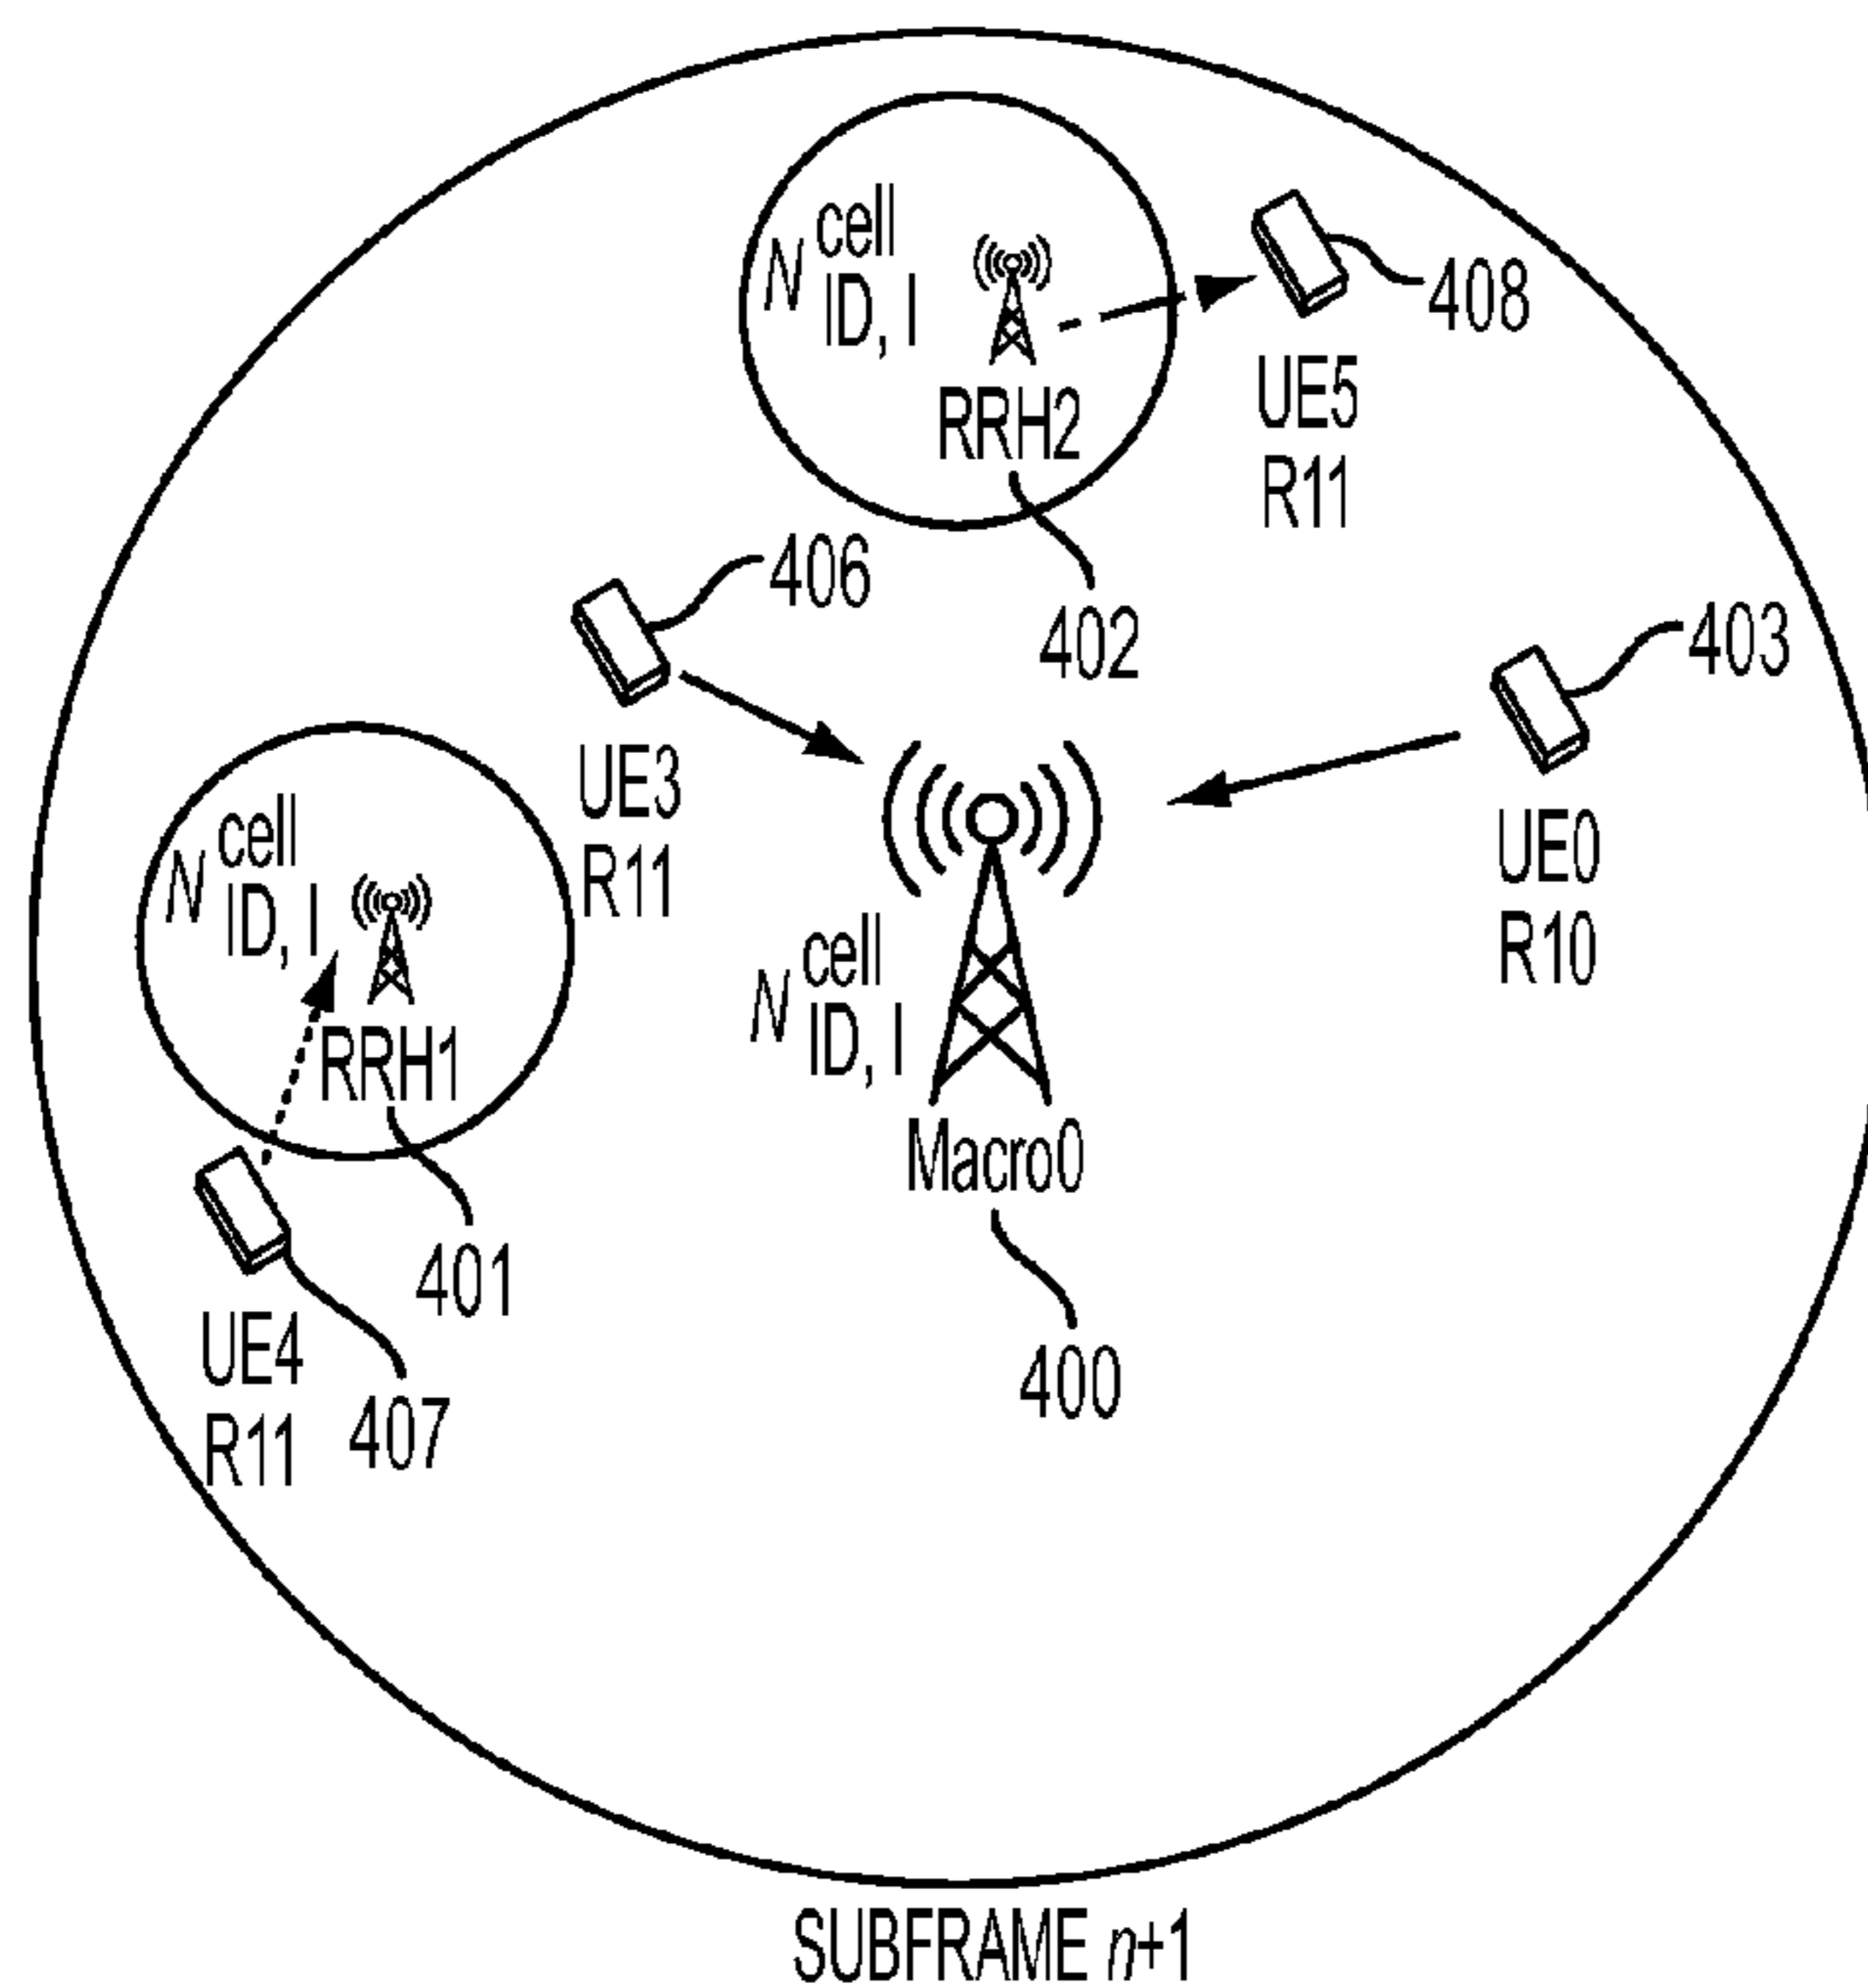 cell
N
ID, I
RRH2
402
408
UE5
R11
406
UE3
R11
403
UE0
R10
cell
N
ID, I
RRH1
401
cell
N
ID, I
Macro0
400
UE4
R11
407
SUBFRAME n+1